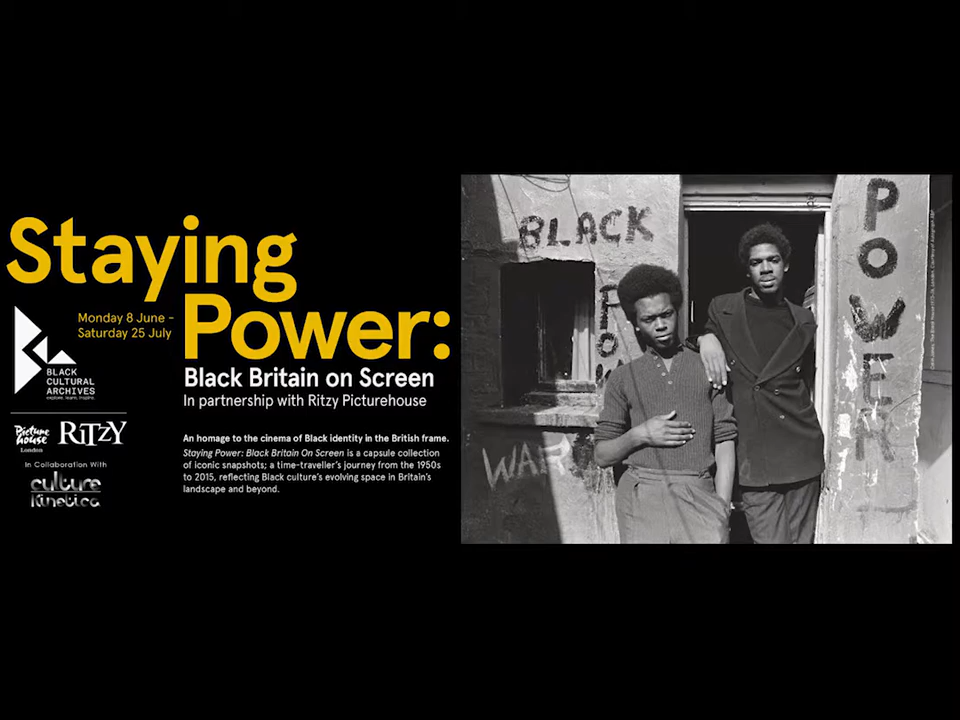 Staying
Power:
Monday 8 June -
Saturday 25 July
BLACK
CULTURAL
ARCHIVES
explore. learn. inspire.
Black Britain on Screen
In partnership with Ritzy Picturehouse
Picture
house
London
RITZY
In Collaboration With
culture
kinetica
An homage to the cinema of Black identity in the British frame.
Staying Power: Black Britain On Screen is a capsule collection
of iconic snapshots; a time-traveller's journey from the 1950s
to 2015, reflecting Black culture's evolving space in Britain's
landscape and beyond.
BLACK
POW
WAR
POWER